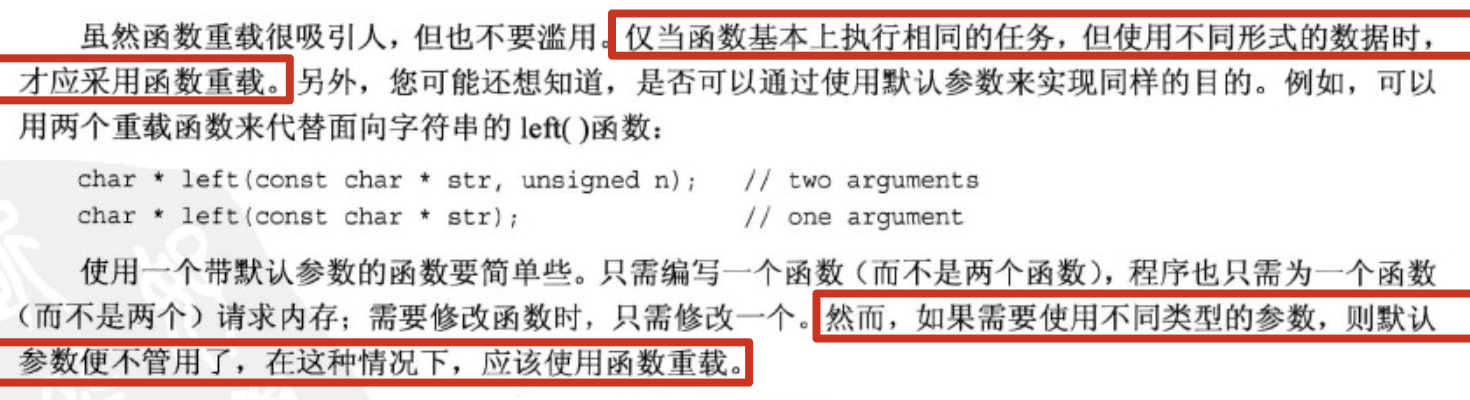 虽然函数重载很吸引人，但也不要滥用。仅当函数基本上执行相同的任务，但使用不同形式的数据时，
才应采用函数重载。另外，您可能还想知道，是否可以通过使用默认参数来实现同样的目的。例如，可以
用两个重载函数来代替面向字符串的 left( )函数：
char * left(const char * str, unsigned n);   // two arguments
char * left(const char * str);               // one argument
使用一个带默认参数的函数要简单些。只需编写一个函数（而不是两个函数），程序也只需为一个函数
（而不是两个）请求内存；需要修改函数时，只需修改一个。然而，如果需要使用不同类型的参数，则默认
参数便不管用了，在这种情况下，应该使用函数重载。